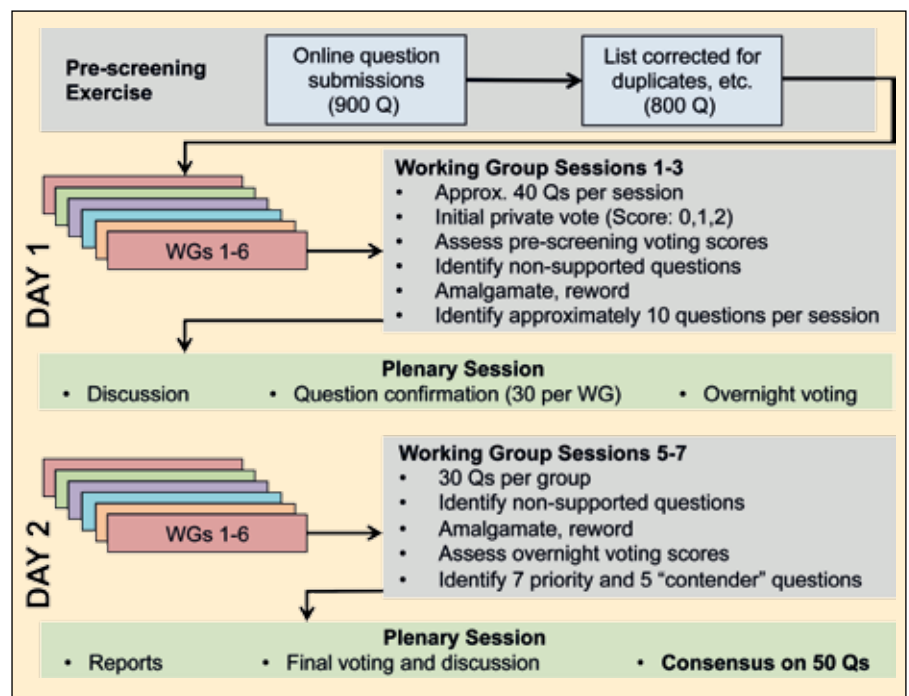 Pre-screening
Exercise
Online question
submissions
(900 Q)
List corrected for
duplicates, etc.
(800 Q)
DAY 1
WGs 1-6
Working Group Sessions 1-3
• Approx. 40 Qs per session
• Initial private vote (Score: 0,1,2)
• Assess pre-screening voting scores
• Identify non-supported questions
• Amalgamate, reword
• Identify approximately 10 questions per session
Plenary Session
• Discussion • Question confirmation (30 per WG) • Overnight voting
DAY 2
WGs 1-6
Working Group Sessions 5-7
• 30 Qs per group
• Identify non-supported questions
• Amalgamate, reword
• Assess overnight voting scores
• Identify 7 priority and 5 “contender” questions
Plenary Session
• Reports • Final voting and discussion • Consensus on 50 Qs